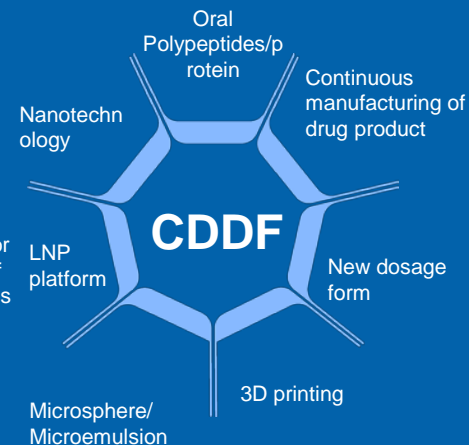 Oral
Polypeptides/p
rotein
Continuous
manufacturing of
drug product
Nanotechn
ology
CDDF
or
LNP
platform
s
New dosage
form
3D printing
Microsphere/
Microemulsion